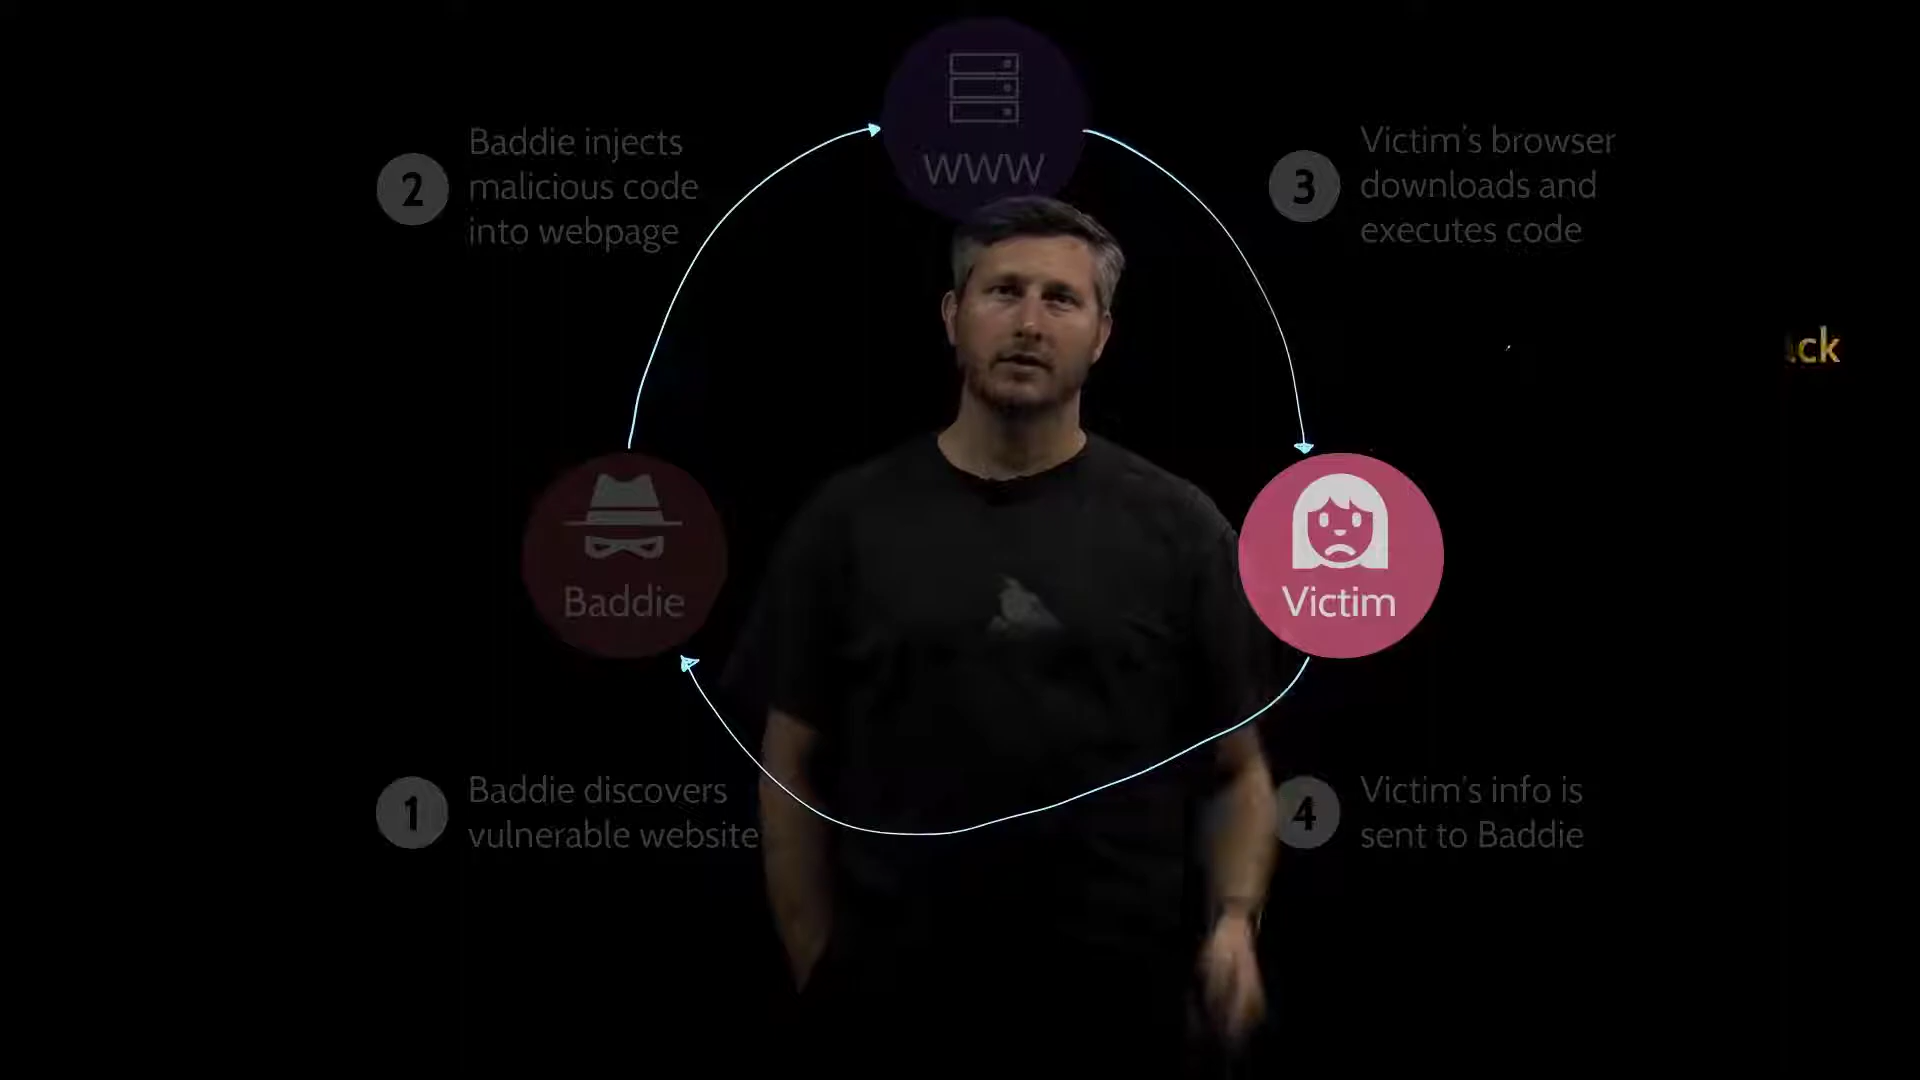 WWW
2
Baddie injects
malicious code
into webpage
3
Victim's browser
downloads and
executes code
ck
Baddie
Victim
1
Baddie discovers
vulnerable website
4
Victim's info is
sent to Baddie